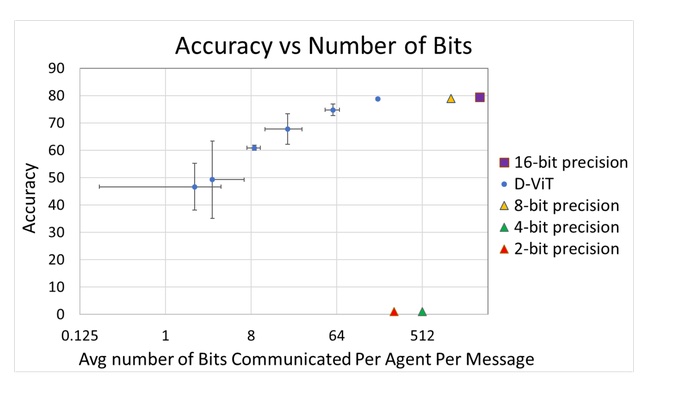 Accuracy vs Number of Bits
90
80
70
60
50
40
30
20
10
0
Accuracy
0.125 1 8 64 512
Avg number of Bits Communicated Per Agent Per Message
16-bit precision
D-ViT
8-bit precision
4-bit precision
2-bit precision